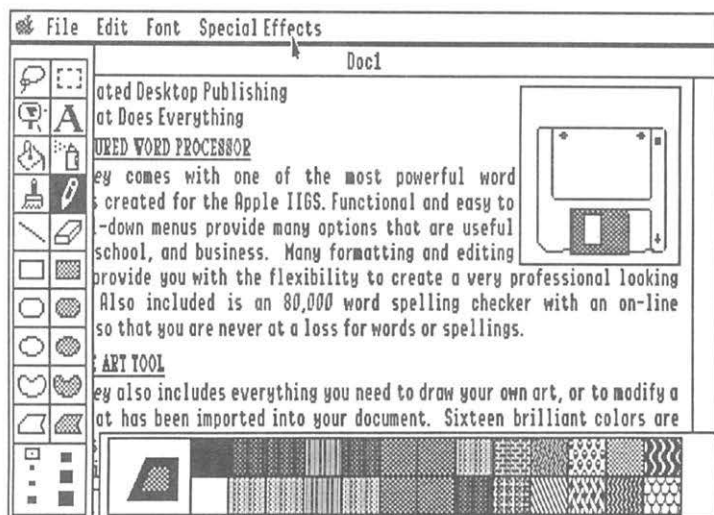 File Edit Font Special Effects
Doc1
ated Desktop Publishing
at Does Everything
URED WORD PROCESSOR
ey comes with one of the most powerful word
s created for the Apple IIGS. Functional and easy to
l-down menus provide many options that are useful
school, and business. Many formatting and editing
provide you with the flexibility to create a very professional looking
Also included is an 80,000 word spelling checker with an on-line
so that you are never at a loss for words or spellings.
ART TOOL
ey also includes everything you need to draw your own art, or to modify a
at has been imported into your document. Sixteen brilliant colors are
A